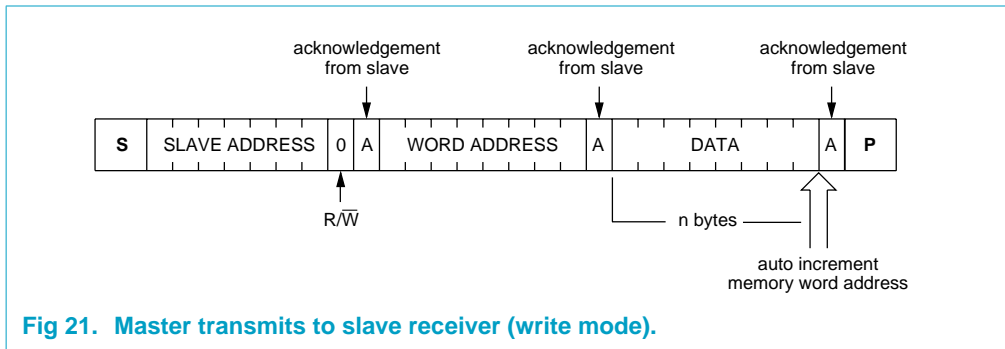 acknowledgement
from slave
acknowledgement
from slave
acknowledgement
from slave
S SLAVE ADDRESS 0 A WORD ADDRESS A DATA A P
R/W̅
n bytes
auto increment
memory word address
Fig 21. Master transmits to slave receiver (write mode).